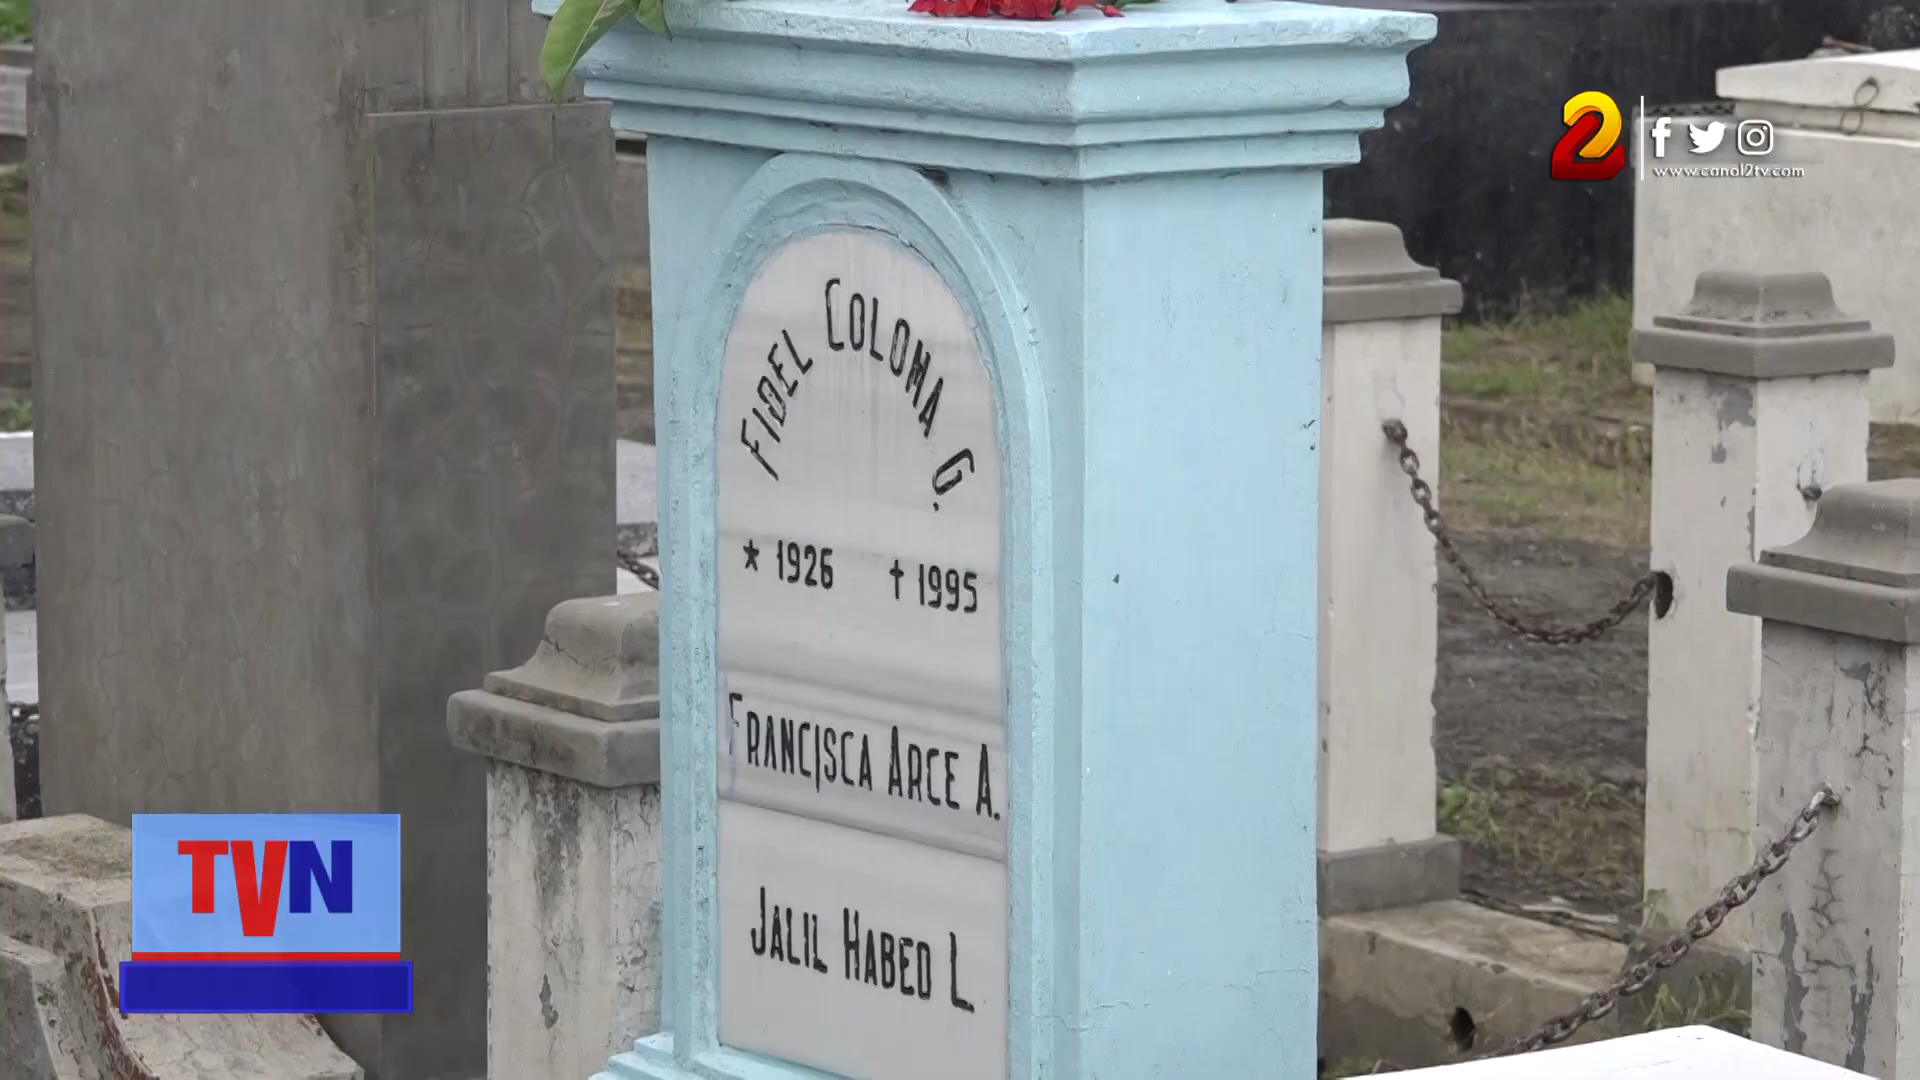 2
www.canal2tv.com
FIDEL COLOMA G.
* 1926 † 1995
FRANCISCA ARCE A.
JALIL HABED L.
TVN